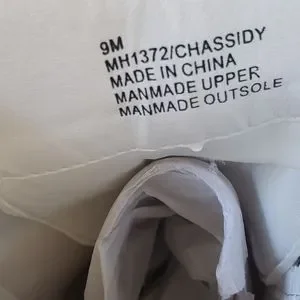 9M
MH1372/CHASSIDY
MADE IN CHINA
MANMADE UPPER
MANMADE OUTSOLE